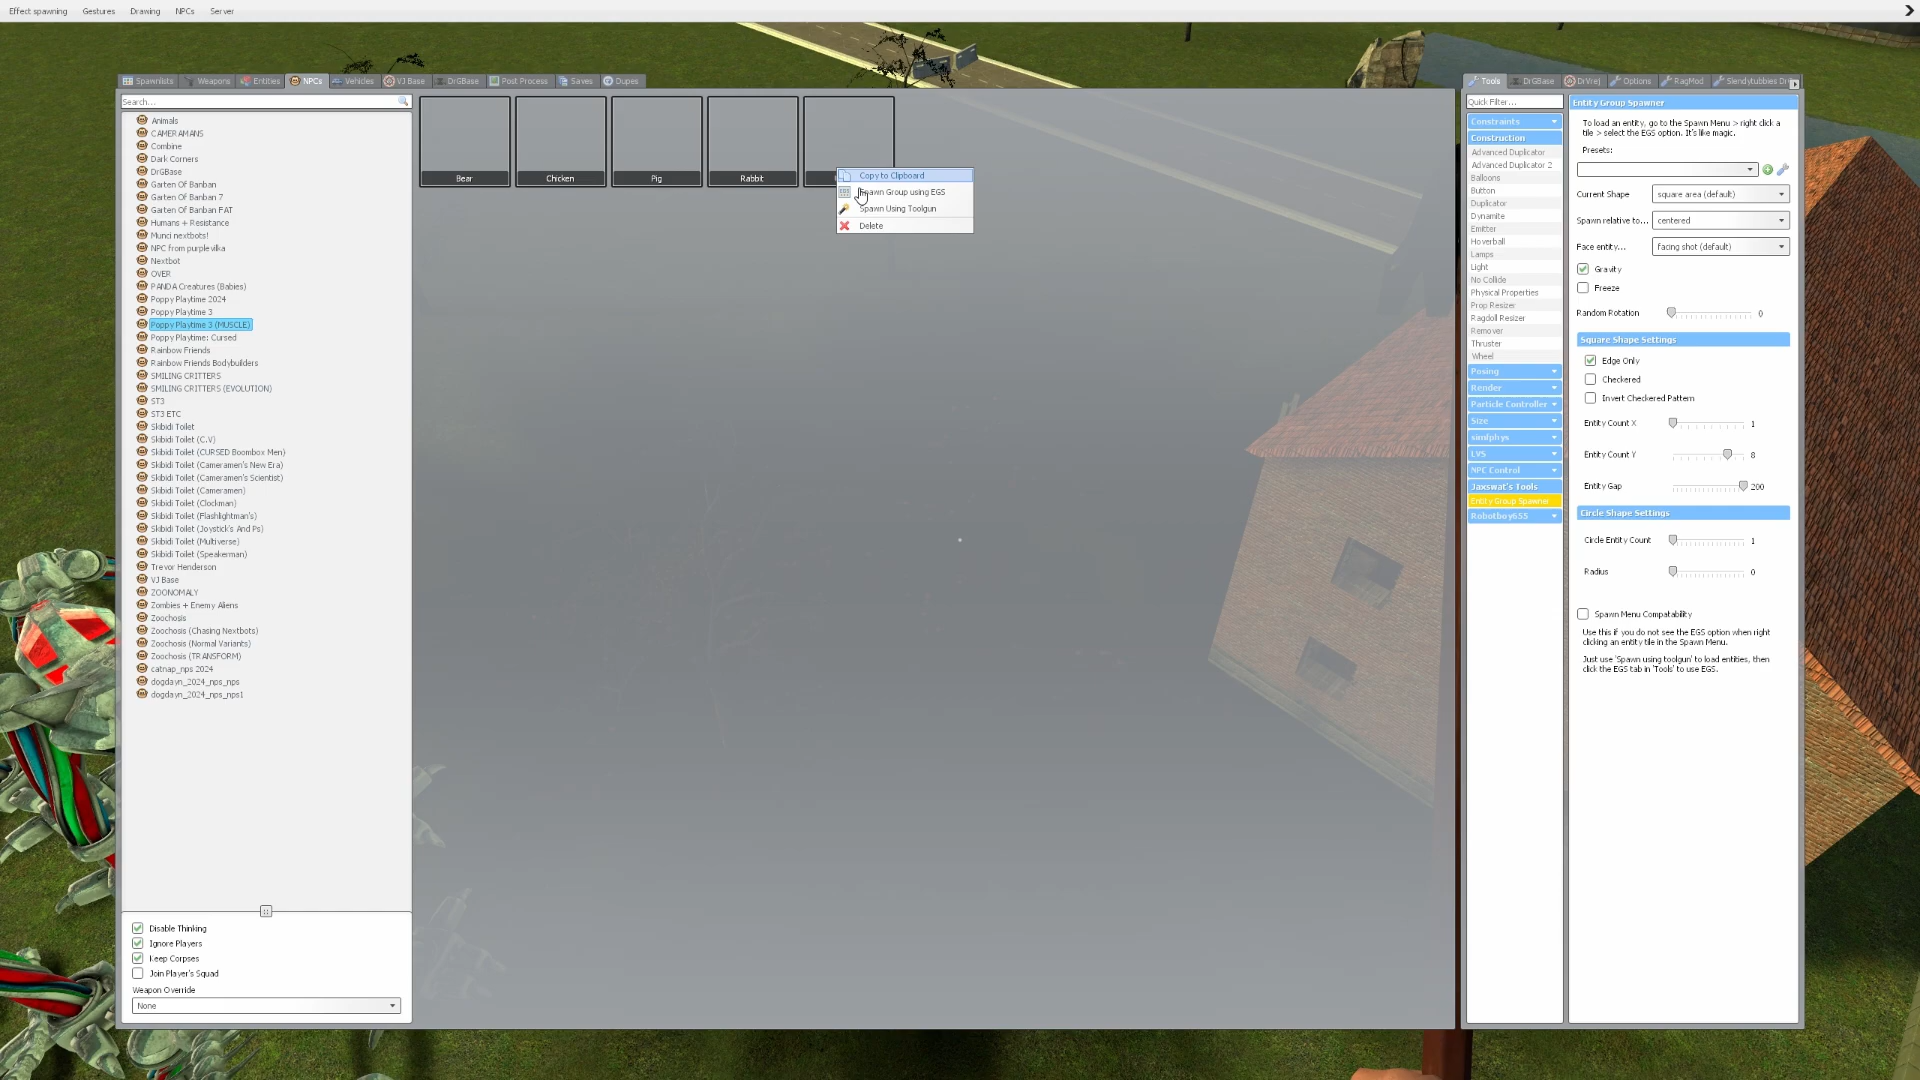 Effect spawning
Gestures
Drawing
NPCs
Server
Spawnlists
Weapons
Entities
NPCs
Vehicles
VJ Base
DrGBase
Post Process
Saves
Dupes
Search...
Animals
CAMERAMANS
Combine
Dark Corners
DrGBase
Garten Of Banban
Garten Of Banban 7
Garten Of Banban FAT
Humans + Resistance
Munci nextbots!
NPC from purplevilka
Nextbot
OVER
PANDA Creatures (Babies)
Poppy Playtime 2024
Poppy Playtime 3
Poppy Playtime 3 (MUSCLE)
Poppy Playtime: Cursed
Rainbow Friends
Rainbow Friends Bodybuilders
SMILING CRITTERS
SMILING CRITTERS (EVOLUTION)
ST3
ST3 ETC
Skibidi Toilet
Skibidi Toilet (C.V)
Skibidi Toilet (CURSED Boombox Men)
Skibidi Toilet (Cameramen's New Era)
Skibidi Toilet (Cameramen's Scientist)
Skibidi Toilet (Cameramen)
Skibidi Toilet (Clockman)
Skibidi Toilet (Flashlightman's)
Skibidi Toilet (Joystick's And Ps)
Skibidi Toilet (Multiverse)
Skibidi Toilet (Speakerman)
Trevor Henderson
VJ Base
ZOONOMALY
Zombies + Enemy Aliens
Zoochosis
Zoochosis (Chasing Nextbots)
Zoochosis (Normal Variants)
Zoochosis (TRANSFORM)
catnap_nps 2024
dogdayn_2024_nps_nps
dogdayn_2024_nps_nps1
Disable Thinking
Ignore Players
Keep Corpses
Join Player's Squad
Weapon Override
None
Bear
Chicken
Pig
Rabbit
Copy to Clipboard
Spawn Group using EGS
Spawn Using Toolgun
Delete
Tools
DrGBase
DrVrej
Options
RagMod
Slendytubbies
Quick Filter...
Constraints
Construction
Advanced Duplicator
Advanced Duplicator 2
Balloons
Button
Duplicator
Dynamite
Emitter
Hoverball
Lamps
Light
No Collide
Physical Properties
Prop Resizer
Ragdoll Resizer
Remover
Thruster
Wheel
Posing
Render
Particle Controller
Size
simfphys
LVS
NPC Control
Jaxswat's Tools
Entity Group Spawner
Robotboy655
Entity Group Spawner
To load an entity, go to the Spawn Menu > right click a
tile > select the EGS option. It's like magic.
Presets:
Current Shape
square area (default)
Spawn relative to...
centered
Face entity...
facing shot (default)
Gravity
Freeze
Random Rotation
0
Square Shape Settings
Edge Only
Checkered
Invert Checkered Pattern
Entity Count X
1
Entity Count Y
8
Entity Gap
200
Circle Shape Settings
Circle Entity Count
1
Radius
0
Spawn Menu Compatability
Use this if you do not see the EGS option when right
clicking an entity tile in the Spawn Menu.
Just use 'Spawn using toolgun' to load entities, then
click the EGS tab in 'Tools' to use EGS.